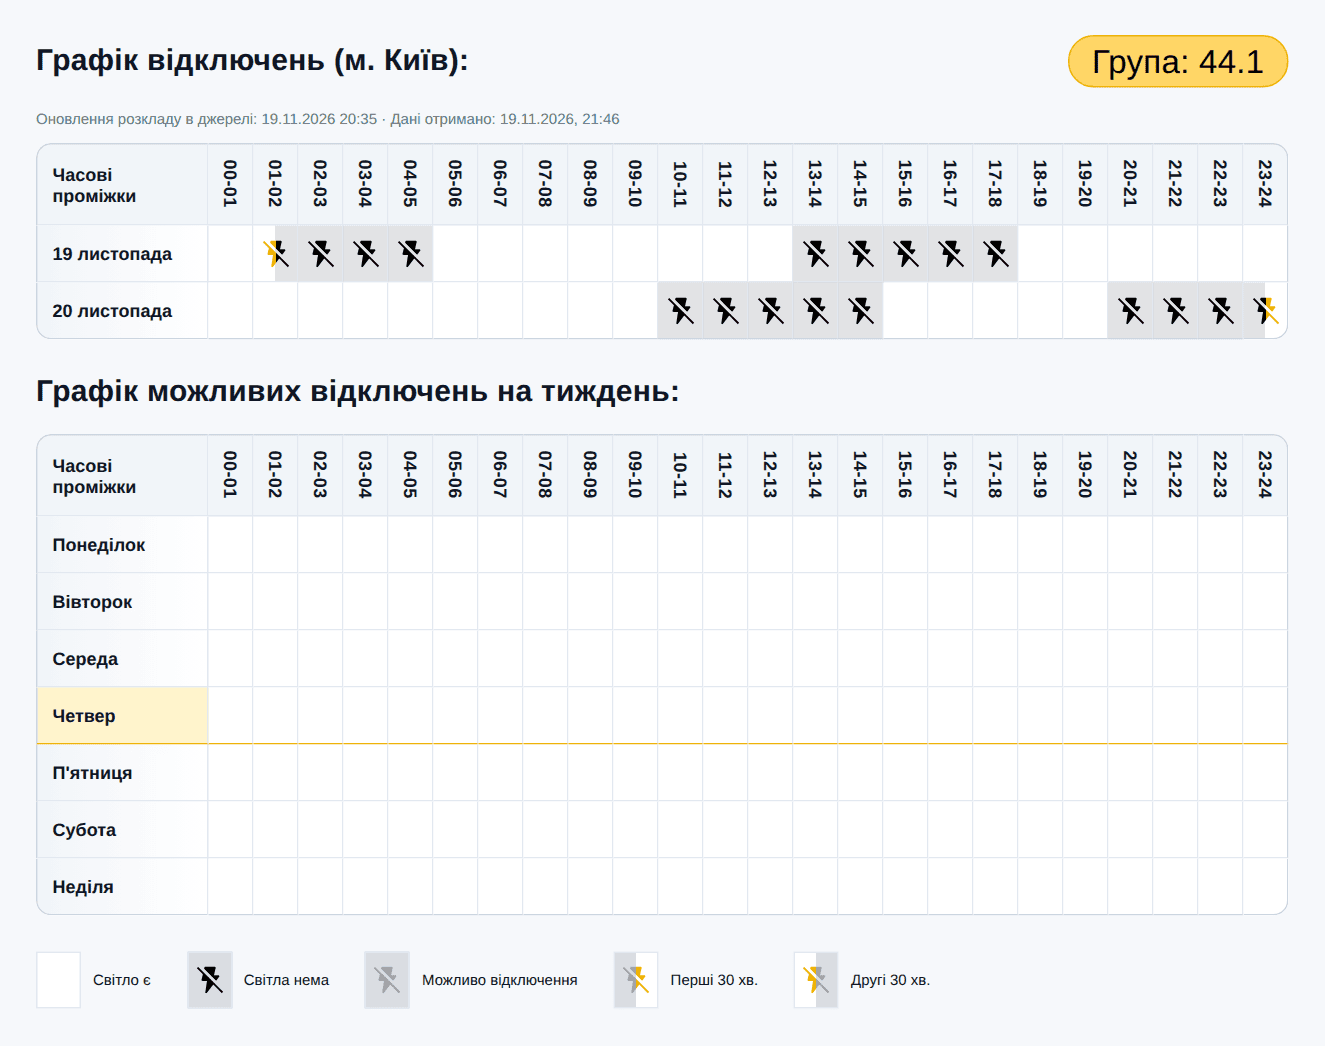 Графік відключень (м. Київ):
Група: 44.1
Оновлення розкладу в джерелі: 19.11.2026 20:35 · Дані отримано: 19.11.2026, 21:46
Часові проміжки 00-01 01-02 02-03 03-04 04-05 05-06 06-07 07-08 08-09 09-10 10-11 11-12 12-13 13-14 14-15 15-16 16-17 17-18 18-19 19-20 20-21 21-22 22-23 23-24
19 листопада
20 листопада
Графік можливих відключень на тиждень:
Часові проміжки 00-01 01-02 02-03 03-04 04-05 05-06 06-07 07-08 08-09 09-10 10-11 11-12 12-13 13-14 14-15 15-16 16-17 17-18 18-19 19-20 20-21 21-22 22-23 23-24
Понеділок
Вівторок
Середа
Четвер
П'ятниця
Субота
Неділя
Світло є Світла нема Можливо відключення Перші 30 хв. Другі 30 хв.